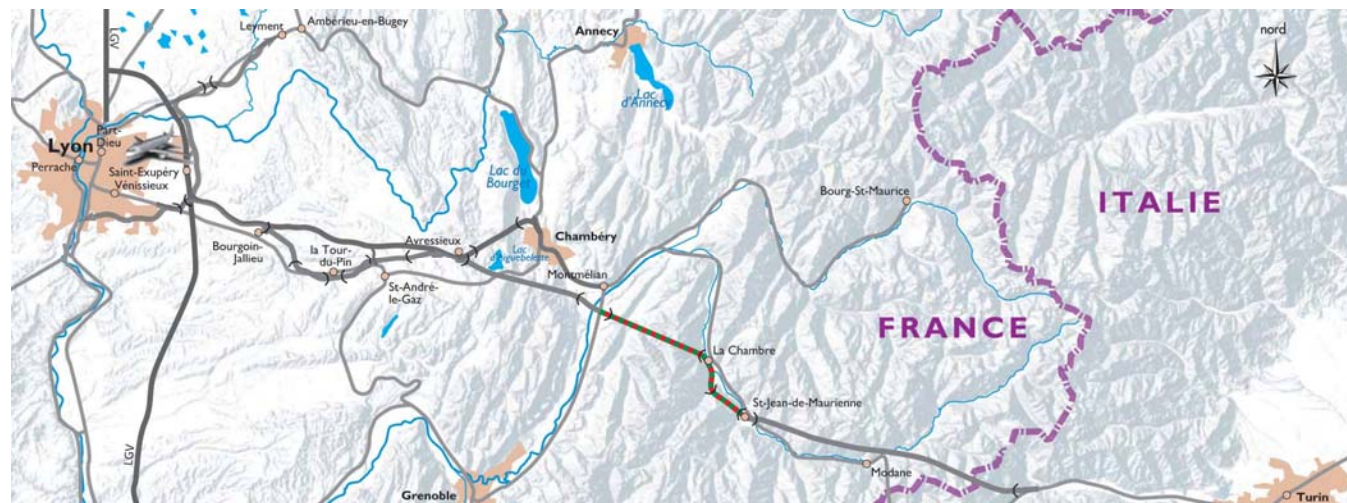 Leyment
Ambérieu-en-Bugey
LGV
Annecy
nord
Lac
d'Annecy
Part-
Dieu
Lyon
Perrache
Saint-Exupéry
Vénissieux
Lac du
Bourget
Bourg-St-Maurice
ITALIE
Bourgoin-
Jallieu
la Tour-
du-Pin
Avressieux
Lac
d'Aiguebelette
Chambéry
St-André-
le-Gaz
Montmélian
FRANCE
La Chambre
St-Jean-de-Maurienne
LGV
Modane
Grenoble
Turin